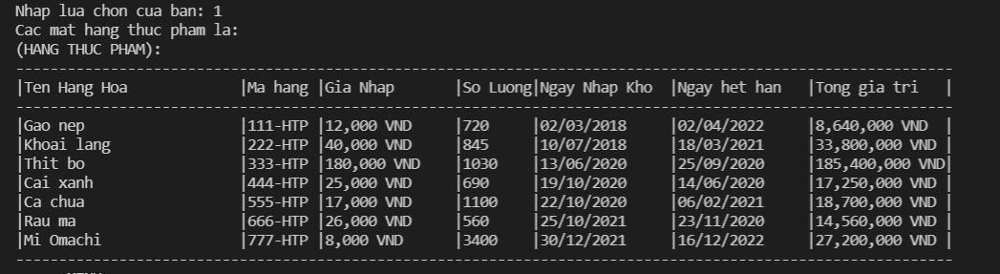 Nhap lua chon cua ban: 1
Cac mat hang thuc pham la:
(HANG THUC PHAM):
|Ten Hang Hoa |Ma hang |Gia Nhap |So Luong|Ngay Nhap Kho |Ngay het han |Tong gia tri |
|Gao nep |111-HTP |12,000 VND |720 |02/03/2018 |02/04/2022 |8,640,000 VND |
|Khoai lang |222-HTP |40,000 VND |845 |10/07/2018 |18/03/2021 |33,800,000 VND |
|Thit bo |333-HTP |180,000 VND |1030 |13/06/2020 |25/09/2020 |185,400,000 VND|
|Cai xanh |444-HTP |25,000 VND |690 |19/10/2020 |14/06/2020 |17,250,000 VND |
|Ca chua |555-HTP |17,000 VND |1100 |22/10/2020 |06/02/2021 |18,700,000 VND |
|Rau ma |666-HTP |26,000 VND |560 |25/10/2021 |23/11/2020 |14,560,000 VND |
|Mi Omachi |777-HTP |8,000 VND |3400 |30/12/2021 |16/12/2022 |27,200,000 VND |